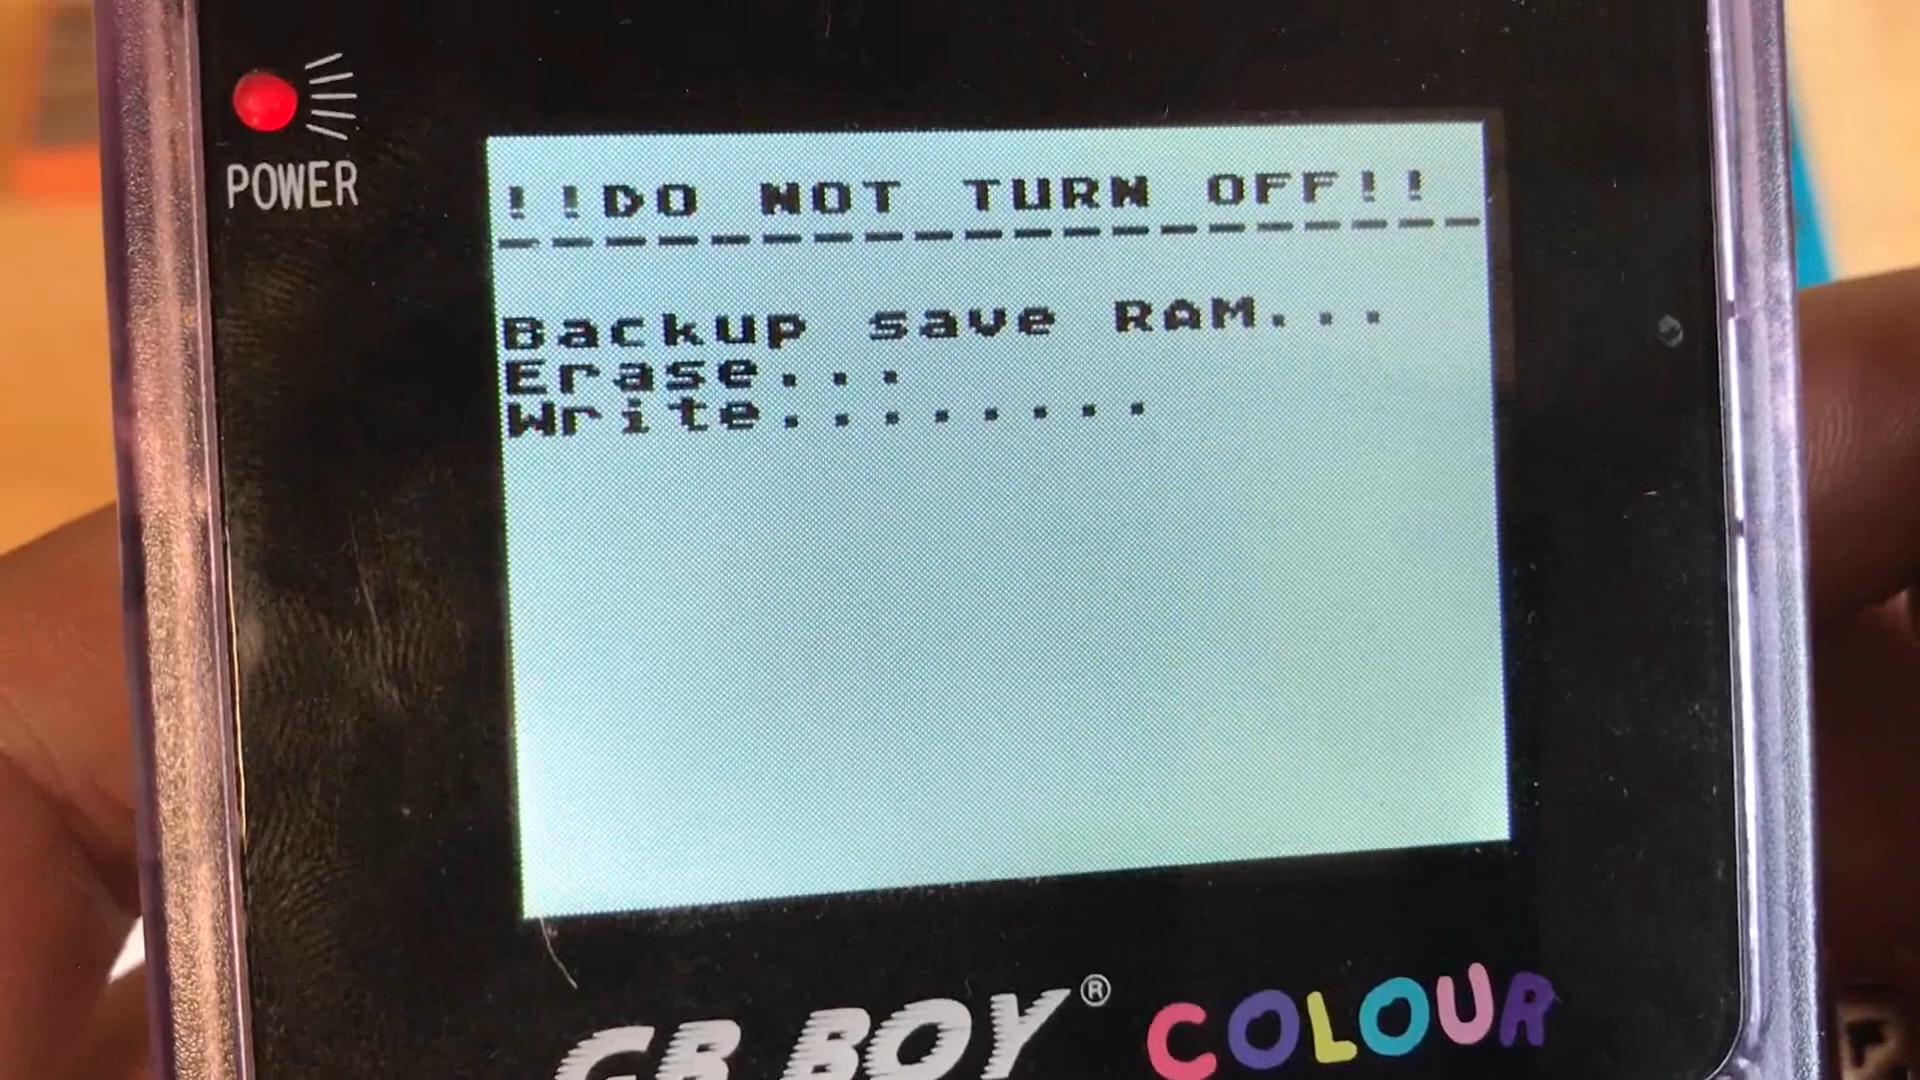 POWER
!!DO NOT TURN OFF!!
--------------------
Backup save RAM...
Erase...
Write........
GB BOY® COLOUR